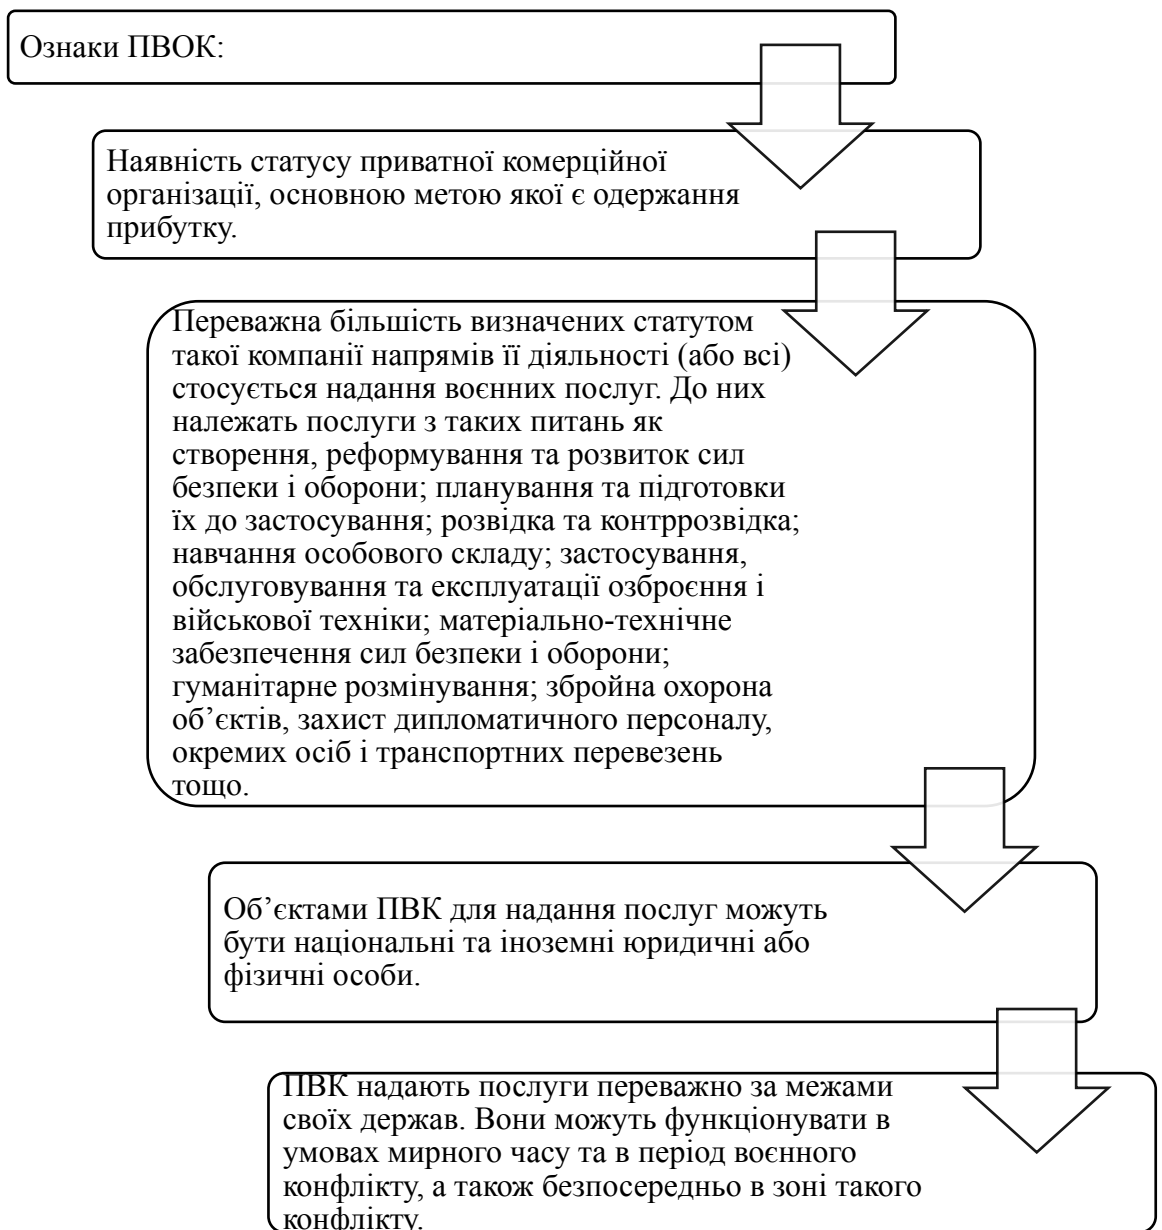 Ознаки ПВОК:
Наявність статусу приватної комерційної
організації, основною метою якої є одержання
прибутку.
Переважна більшість визначених статутом
такої компанії напрямів її діяльності (або всі)
стосується надання воєнних послуг. До них
належать послуги з таких питань як
створення, реформування та розвиток сил
безпеки і оборони; планування та підготовки
їх до застосування; розвідка та контррозвідка;
навчання особового складу; застосування,
обслуговування та експлуатації озброєння і
військової техніки; матеріально-технічне
забезпечення сил безпеки і оборони;
гуманітарне розмінування; збройна охорона
об’єктів, захист дипломатичного персоналу,
окремих осіб і транспортних перевезень
тощо.
Об’єктами ПВК для надання послуг можуть
бути національні та іноземні юридичні або
фізичні особи.
ПВК надають послуги переважно за межами
своїх держав. Вони можуть функціонувати в
умовах мирного часу та в період воєнного
конфлікту, а також безпосередньо в зоні такого
конфлікту.